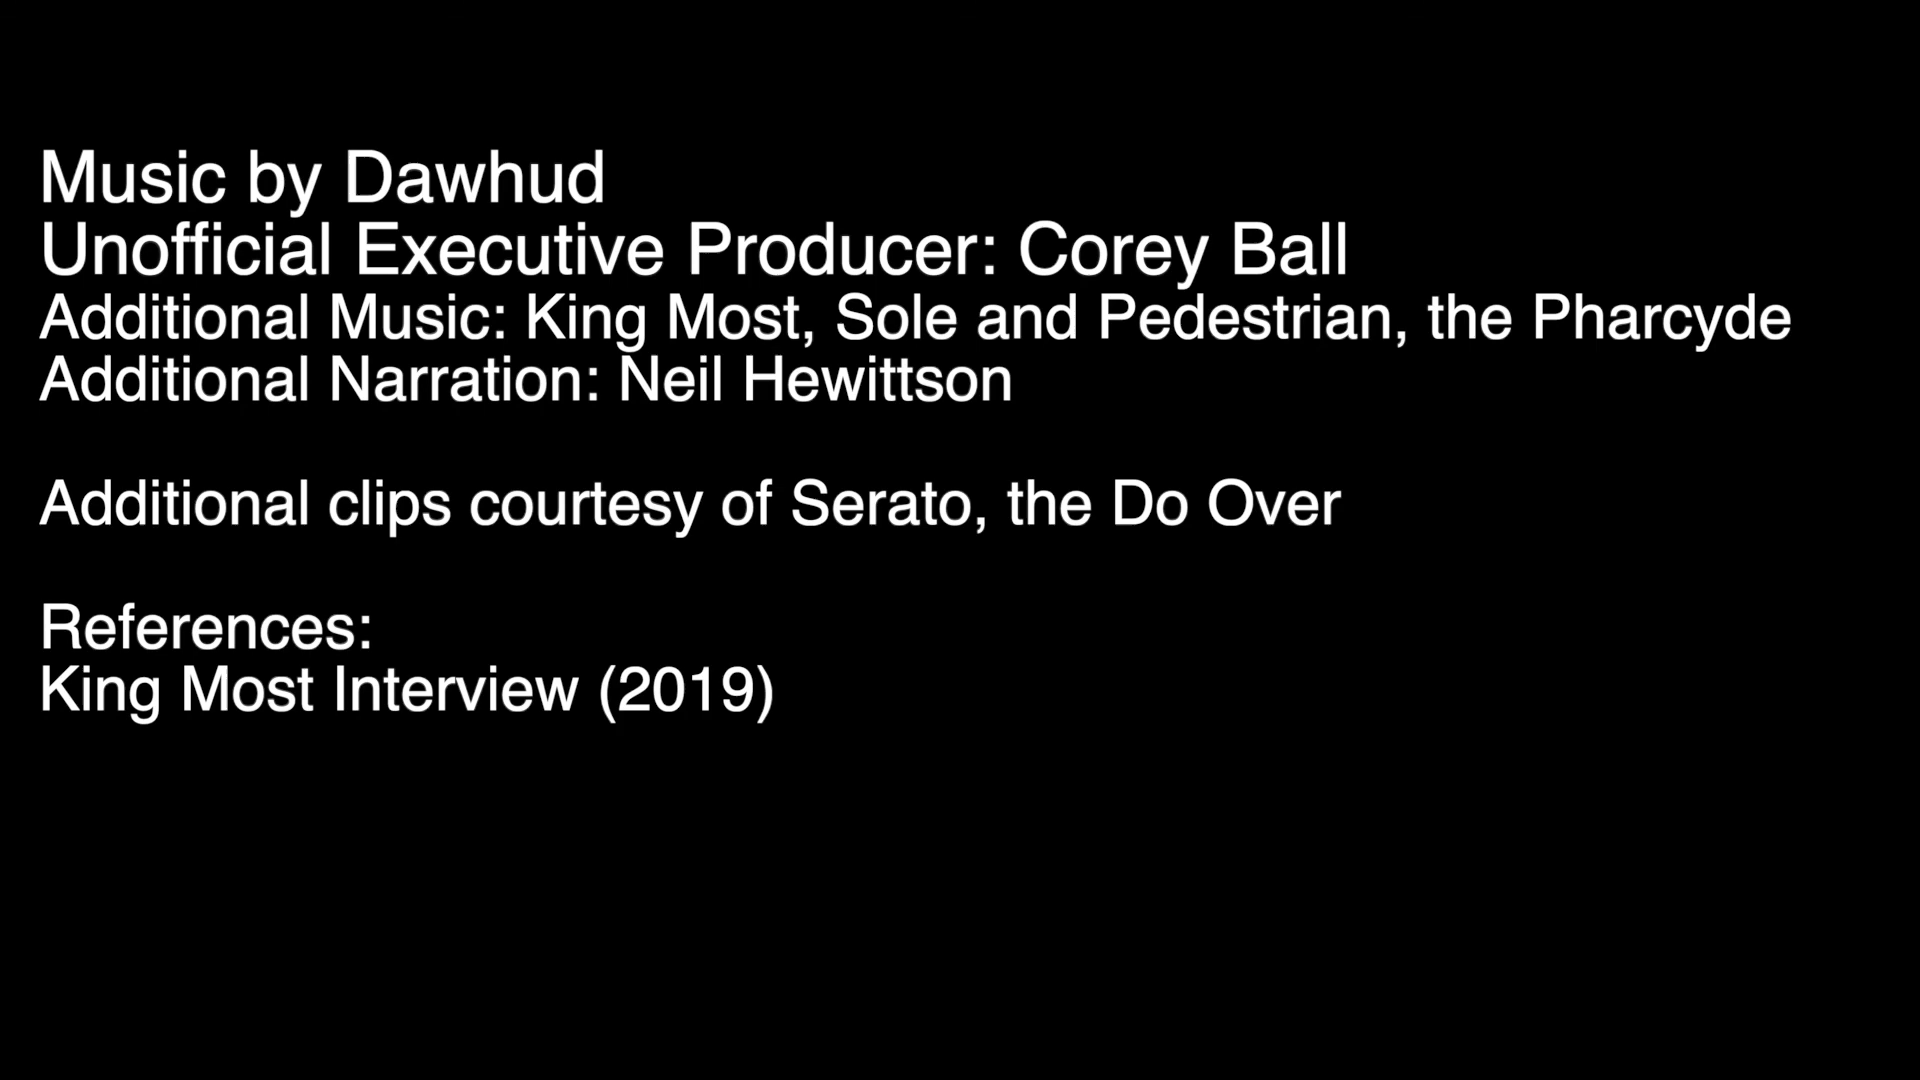 Music by Dawhud
Unofficial Executive Producer: Corey Ball
Additional Music: King Most, Sole and Pedestrian, the Pharcyde
Additional Narration: Neil Hewittson
Additional clips courtesy of Serato, the Do Over
References:
King Most Interview (2019)